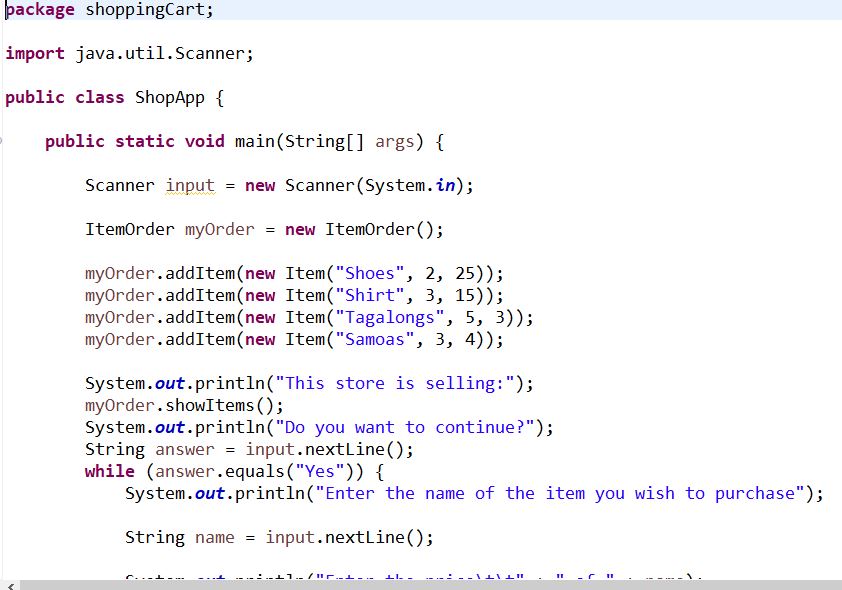 package shoppingCart;
import java.util.Scanner;
public class ShopApp {
public static void main(String[] args) {
Scanner input = new Scanner(System.in);
ItemOrder myOrder = new ItemOrder();
myOrder.addItem(new Item("Shoes", 2, 25));
myOrder.addItem(new Item("Shirt", 3, 15));
myOrder.addItem(new Item("Tagalongs", 5, 3));
myOrder.addItem(new Item("Samoas", 3, 4));
System.out.println("This store is selling:");
myOrder.showItems();
System.out.println("Do you want to continue?");
String answer = input.nextLine();
while (answer.equals("Yes")) {
System.out.println("Enter the name of the item you wish to purchase");
String name = input.nextLine();